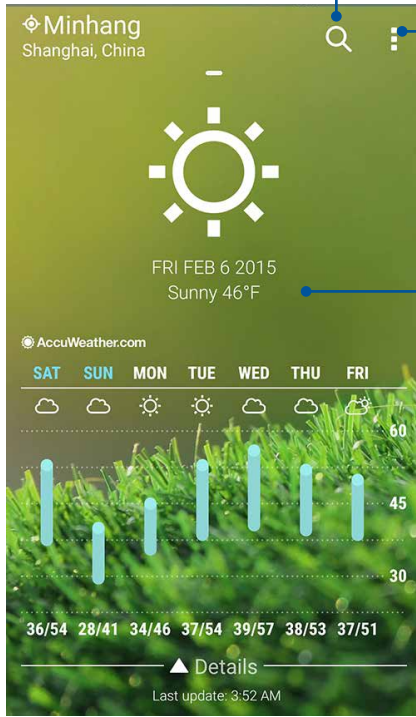 Minhang
Shanghai, China
FRI FEB 6 2015
Sunny 46°F
AccuWeather.com
SAT SUN MON TUE WED THU FRI
60
45
30
36/54 28/41 34/46 37/54 39/57 38/53 37/51
Details
Last update: 3:52 AM